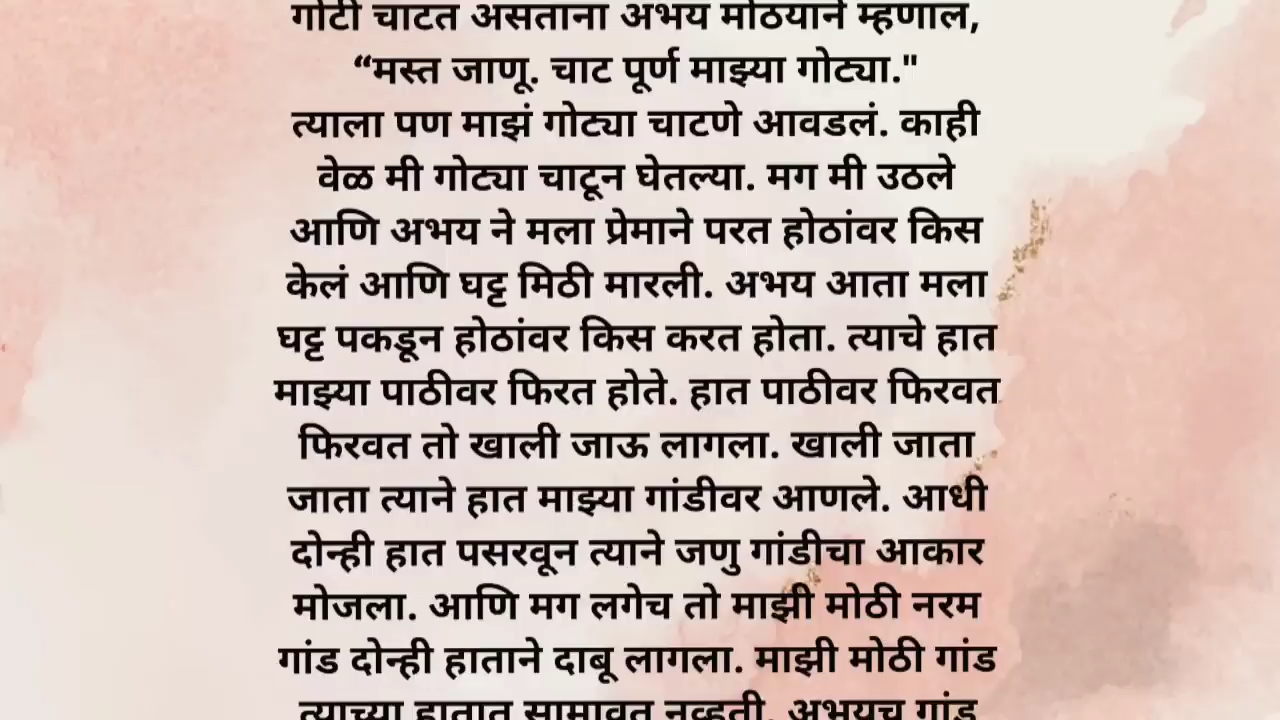 गोटी चाटत असताना अभय मोठयाने म्हणाल,
“मस्त जाणू. चाट पूर्ण माझ्या गोट्या."
त्याला पण माझं गोट्या चाटणे आवडलं. काही
वेळ मी गोट्या चाटून घेतल्या. मग मी उठले
आणि अभय ने मला प्रेमाने परत होठांवर किस
केलं आणि घट्ट मिठी मारली. अभय आता मला
घट्ट पकडून होठांवर किस करत होता. त्याचे हात
माझ्या पाठीवर फिरत होते. हात पाठीवर फिरवत
फिरवत तो खाली जाऊ लागला. खाली जाता
जाता त्याने हात माझ्या गांडीवर आणले. आधी
दोन्ही हात पसरवून त्याने जणु गांडीचा आकार
मोजला. आणि मग लगेच तो माझी मोठी नरम
गांड दोन्ही हाताने दाबू लागला. माझी मोठी गांड
त्याच्या हातात सामावत नव्हती. अभयच गांड